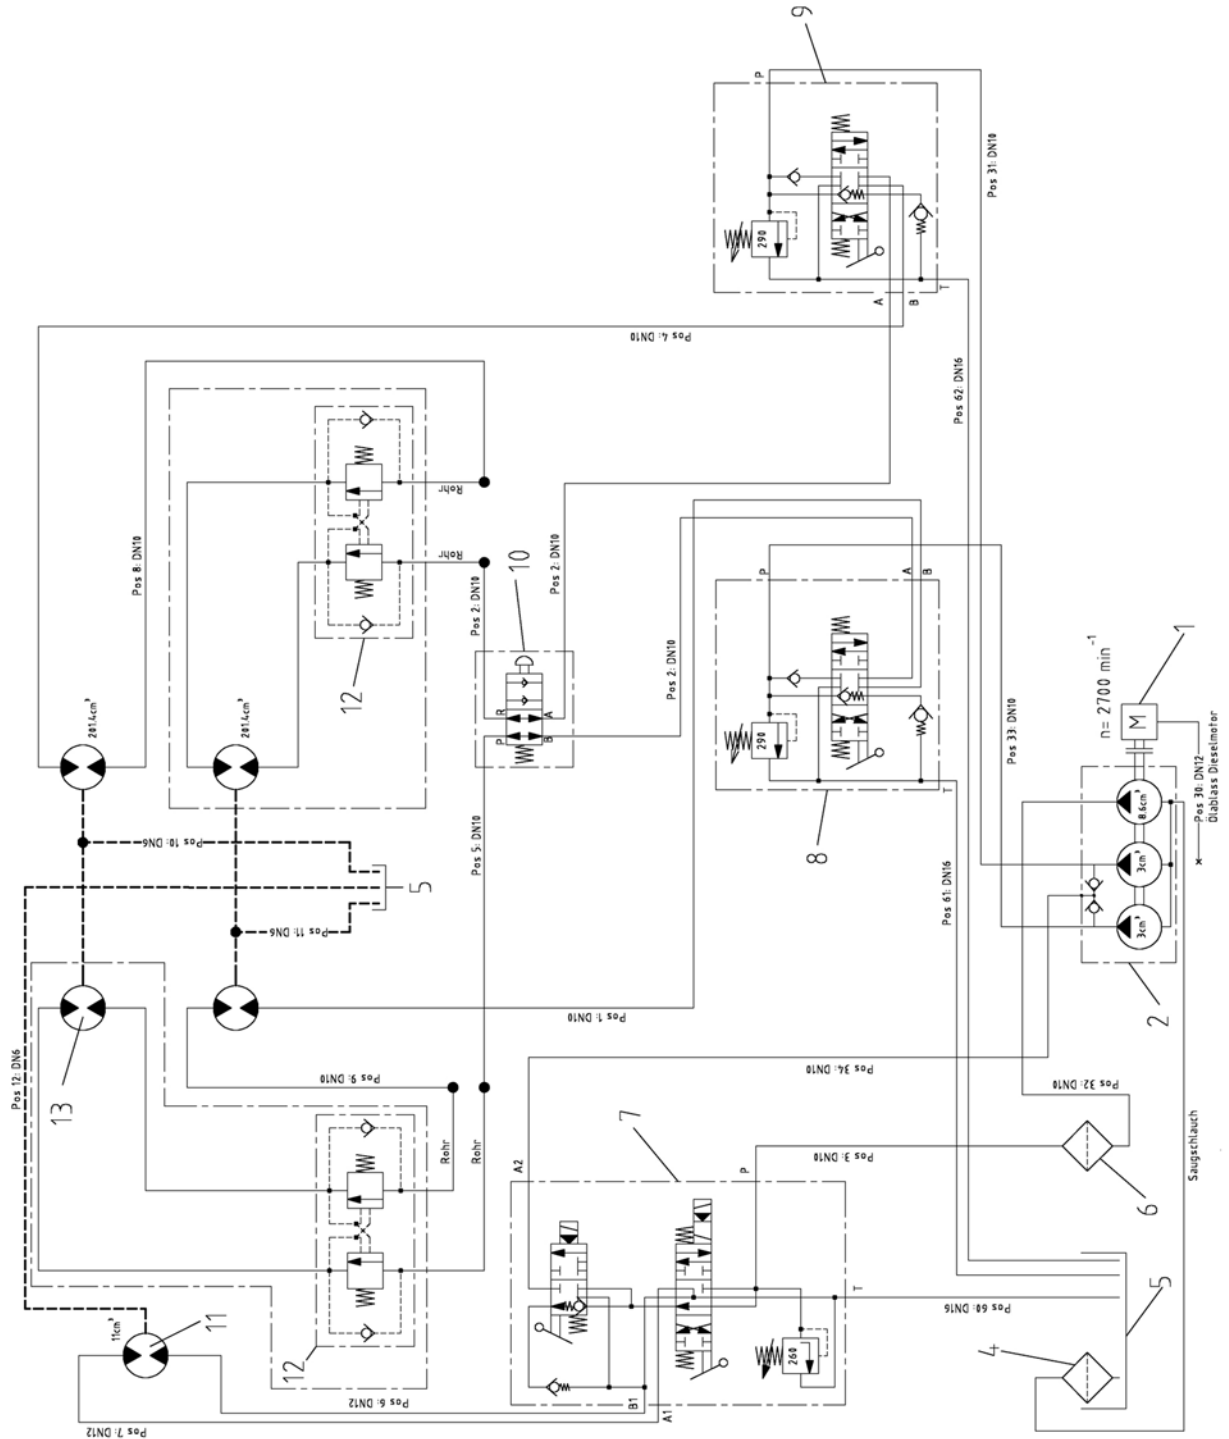 9
P
Pos 31: DN10
290
A
B
T
Pos 4: DN10
Pos 62: DN16
Pos 8: DN10
Rohr
Rohr
12
Pos 2: DN10
10
Pos 2: DN10
R
A
P
B
Pos 2: DN10
201.4cm³
201.4cm³
P
A
B
290
T
8
Pos 33: DN10
n= 2700 min⁻¹
1
M
8.6cm³
3cm³
3cm³
2
Pos 30: DN12
Ölablass Dieselmotor
Pos 10: DN6
Pos 11: DN6
5
Pos 5: DN10
Pos 61: DN16
13
Pos 12: DN6
Pos 1: DN10
Pos 9: DN10
Rohr
Rohr
Pos 34: DN10
Pos 32: DN10
7
A2
P
Pos 3: DN10
6
Saugschlauch
11cm³
11
12
Pos 6: DN12
Pos 7: DN12
B1
A1
260
T
Pos 60: DN16
4
5